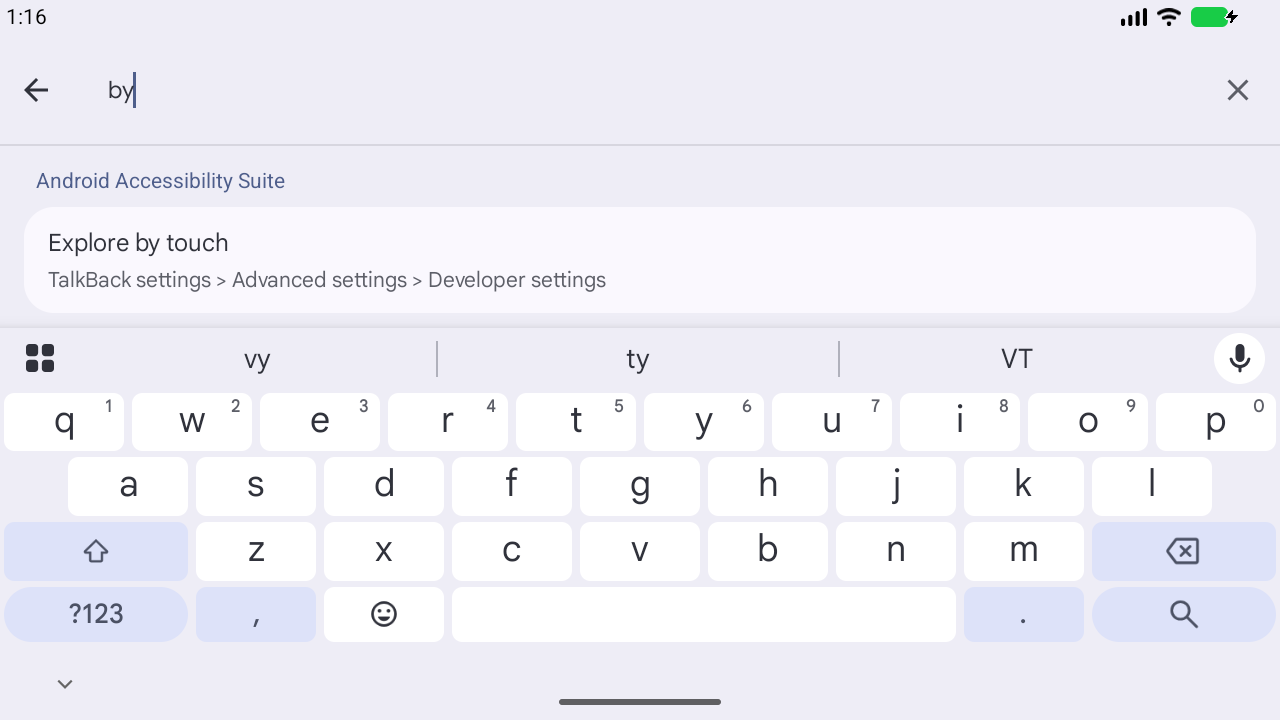 1:16
by
Android Accessibility Suite
Explore by touch
TalkBack settings > Advanced settings > Developer settings
vy ty VT
q 1 w 2 e 3 r 4 t 5 y 6 u 7 i 8 o 9 p 0
a s d f g h j k l
z x c v b n m
?123 , .